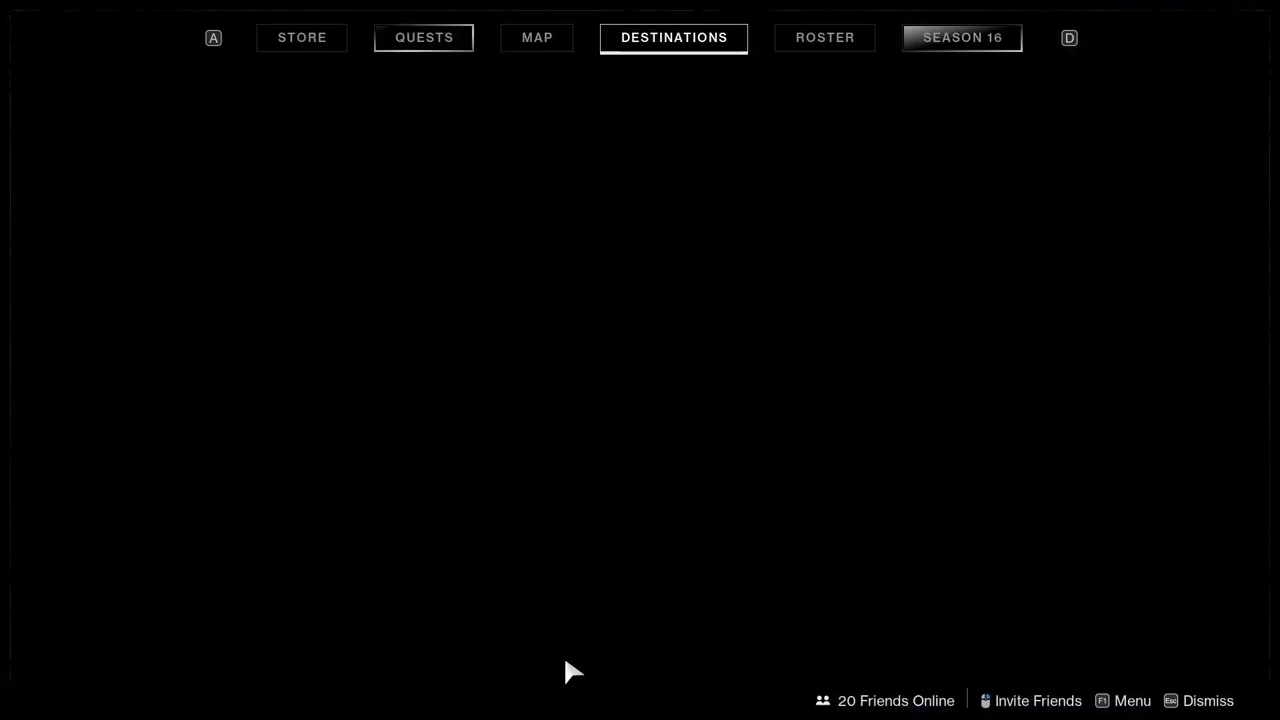 A STORE QUESTS MAP DESTINATIONS ROSTER SEASON 16 D
20 Friends Online Invite Friends F1 Menu Esc Dismiss